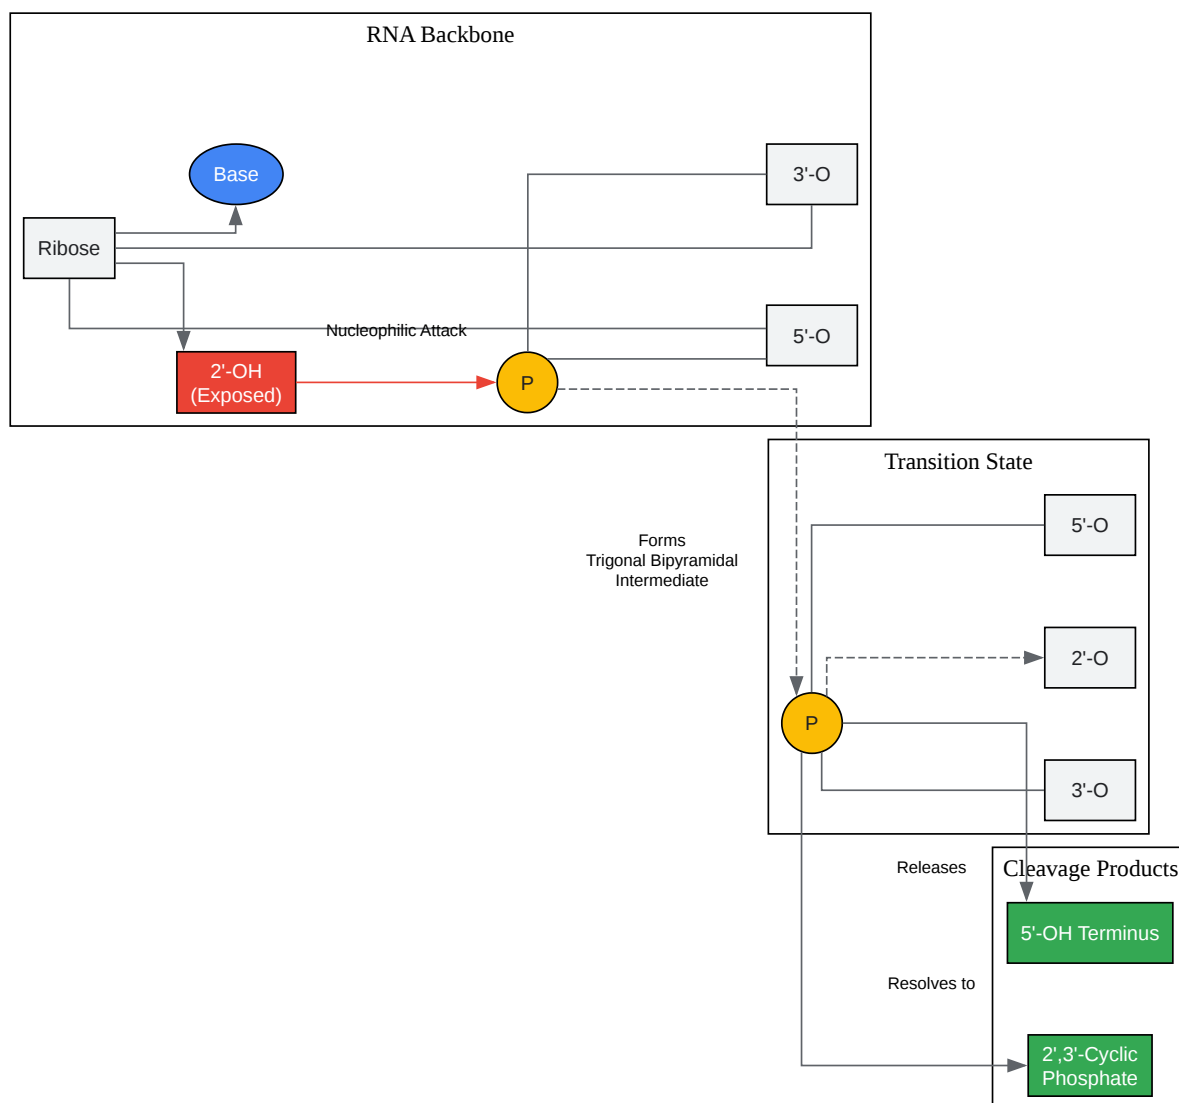 RNA Backbone
Base
3'-O
Ribose
5'-O
Nucleophilic Attack
2'-OH
(Exposed)
P
Transition State
5'-O
Forms
Trigonal Bipyramidal
Intermediate
2'-O
P
3'-O
Releases
Cleavage Products
5'-OH Terminus
Resolves to
2',3'-Cyclic
Phosphate